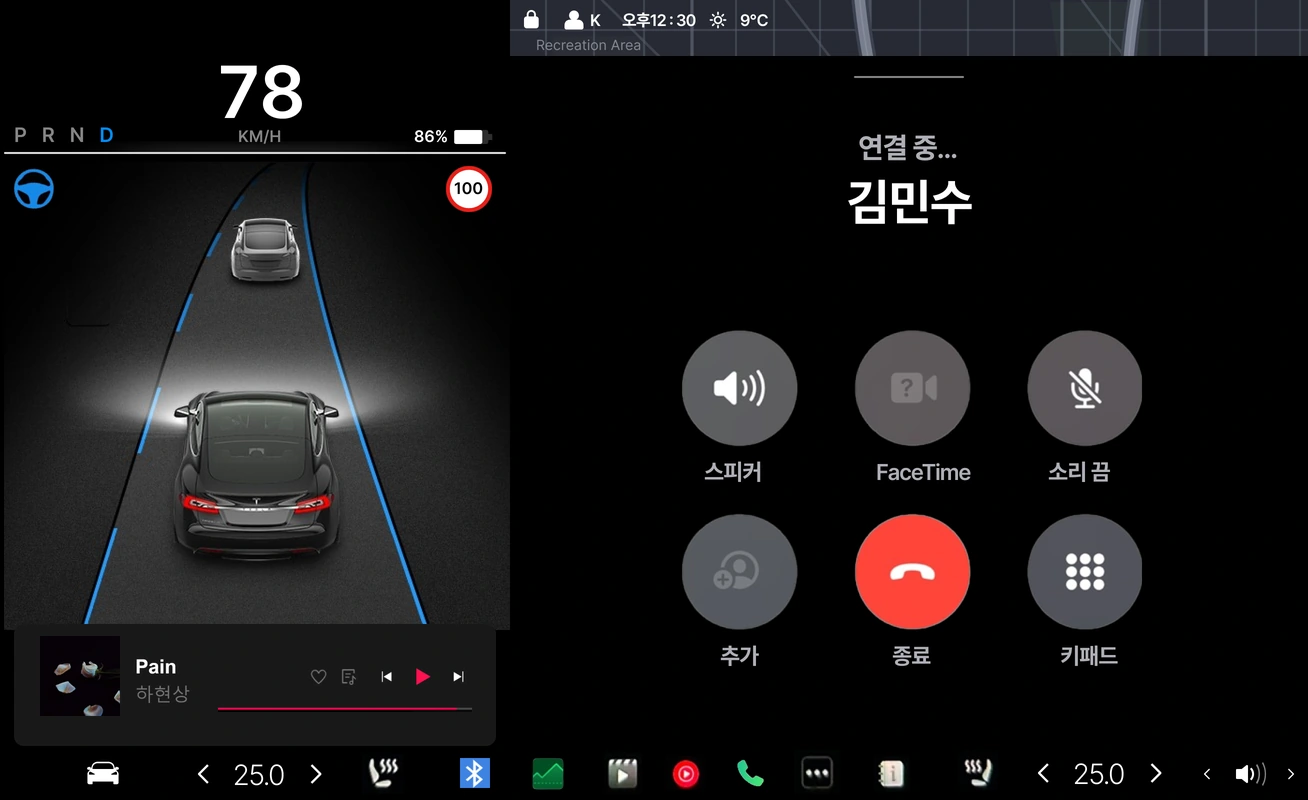 78
KM/H
P R N D
86%
100
Pain
하현상
25.0
K 오후12:30 9°C
Recreation Area
연결 중...
김민수
스피커
FaceTime
소리 끔
추가
종료
키패드
25.0